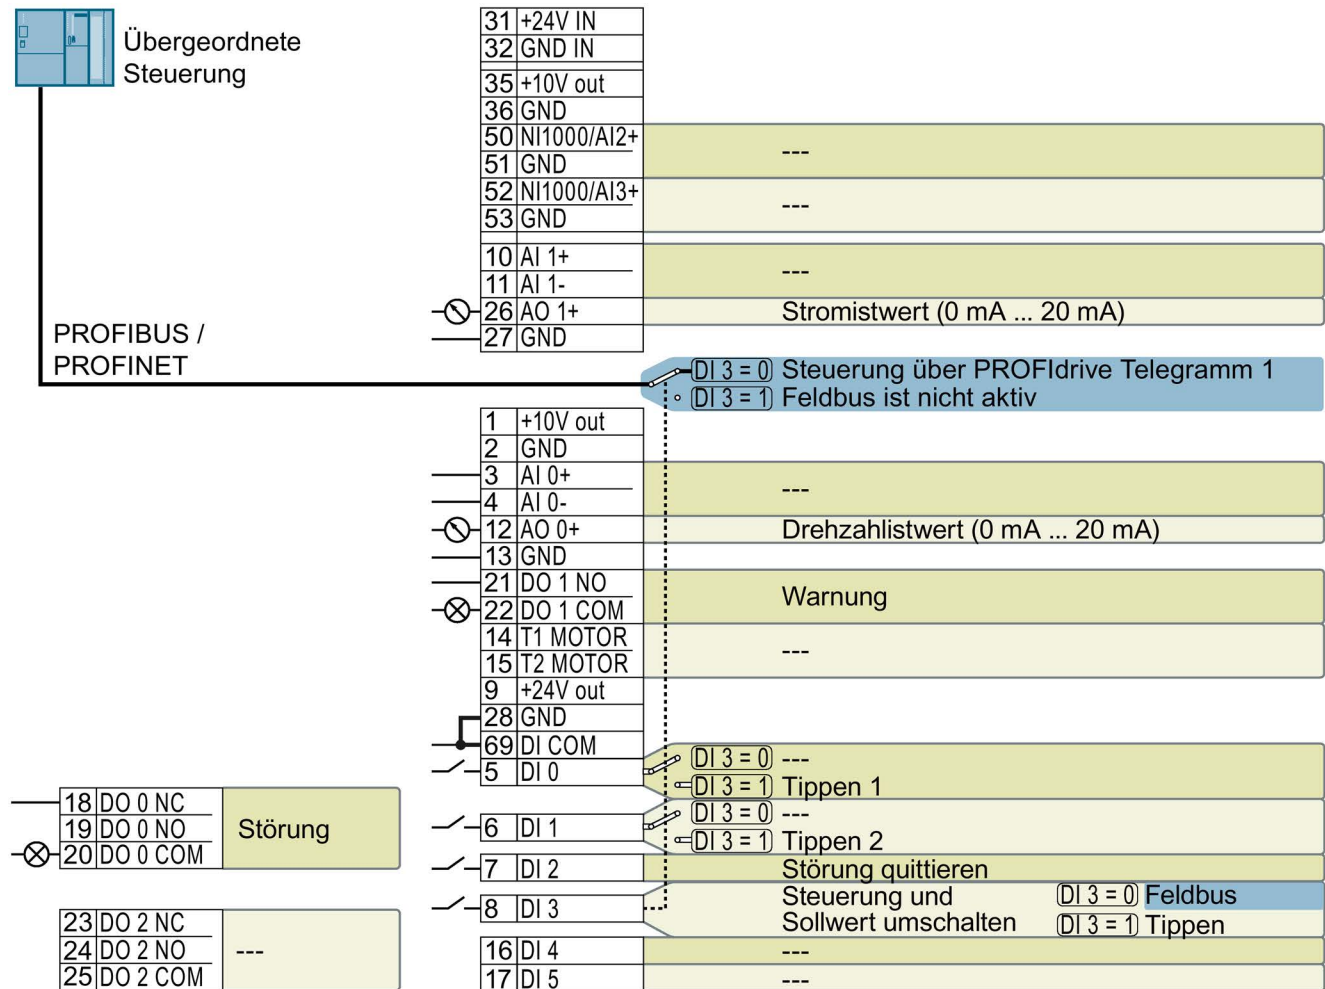 Übergeordnete
Steuerung
PROFIBUS /
PROFINET
31 +24V IN
32 GND IN
35 +10V out
36 GND
50 NI1000/AI2+ ---
51 GND
52 NI1000/AI3+ ---
53 GND
10 AI 1+ ---
11 AI 1-
26 AO 1+ Stromistwert (0 mA ... 20 mA)
27 GND
DI 3 = 0 Steuerung über PROFIdrive Telegramm 1
DI 3 = 1 Feldbus ist nicht aktiv
1 +10V out
2 GND
3 AI 0+ ---
4 AI 0-
12 AO 0+ Drehzahlistwert (0 mA ... 20 mA)
13 GND
21 DO 1 NO Warnung
22 DO 1 COM
14 T1 MOTOR ---
15 T2 MOTOR
9 +24V out
28 GND
69 DI COM
5 DI 0 DI 3 = 0 ---
DI 3 = 1 Tippen 1
6 DI 1 DI 3 = 0 ---
DI 3 = 1 Tippen 2
7 DI 2 Störung quittieren
8 DI 3 Steuerung und DI 3 = 0 Feldbus
Sollwert umschalten DI 3 = 1 Tippen
16 DI 4 ---
17 DI 5 ---
18 DO 0 NC
19 DO 0 NO Störung
20 DO 0 COM
23 DO 2 NC
24 DO 2 NO ---
25 DO 2 COM